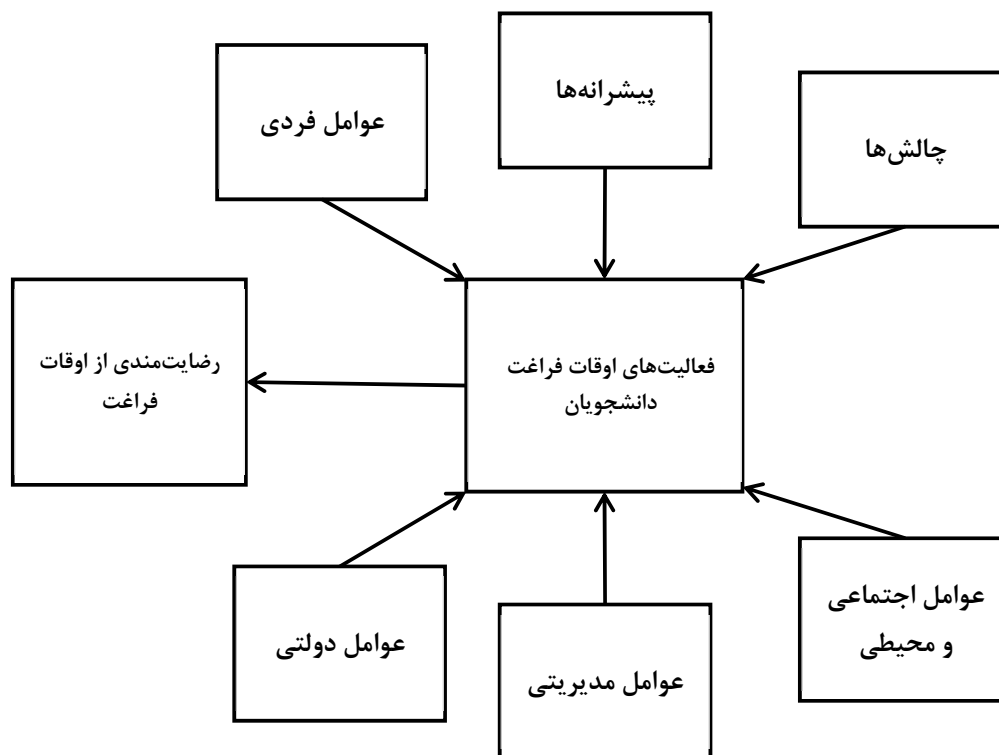 پیشرانه‌ها
عوامل فردی
چالش‌ها
فعالیت‌های اوقات فراغت
دانشجویان
رضایت‌مندی از اوقات
فراغت
عوامل اجتماعی
و محیطی
عوامل مدیریتی
عوامل دولتی